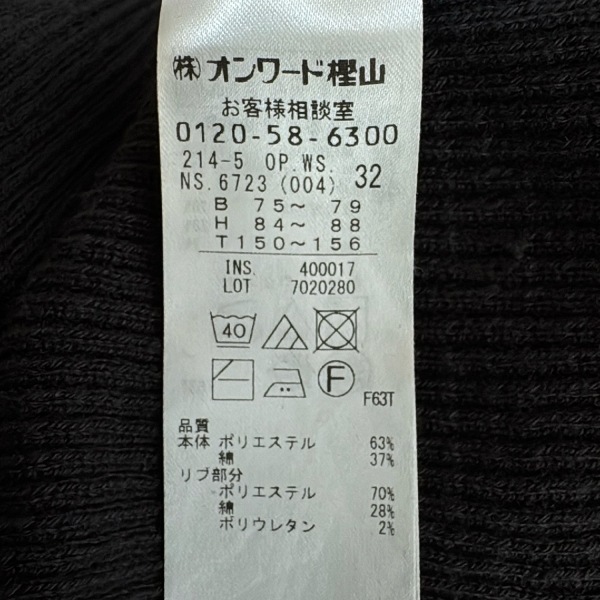 ㈱オンワード樫山
お客様相談室
0120-58-6300
214-5 OP.WS.
NS.6723 (004) 32
B 75〜 79
H 84〜 88
T 150〜156
INS. 400017
LOT 7020280
40
F
F63T
品質
本体 ポリエステル 63%
綿 37%
リブ部分
ポリエステル 70%
綿 28%
ポリウレタン 2%